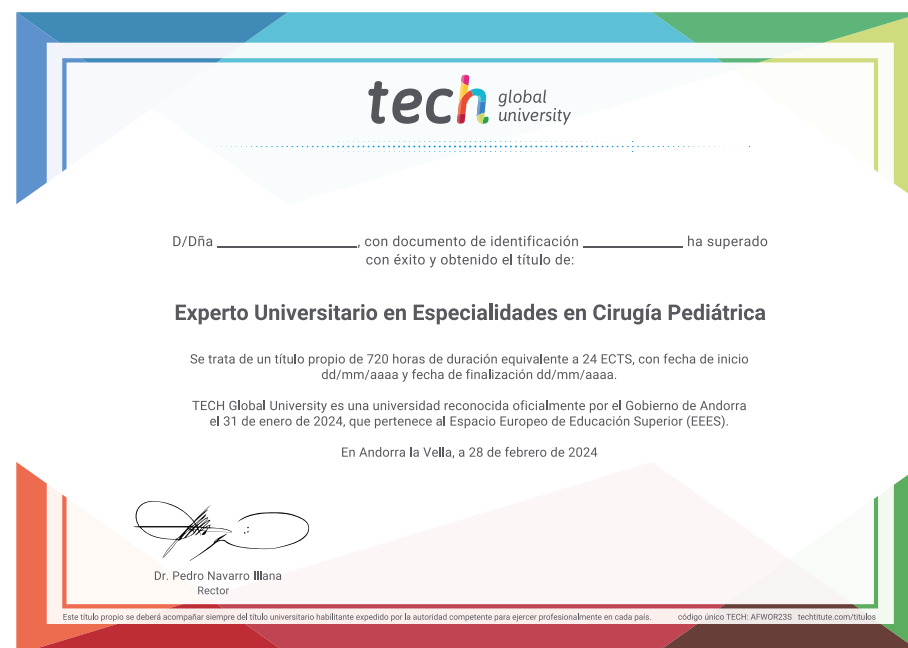 tech global university
D/Dña ____________________, con documento de identificación ______________ ha superado
con éxito y obtenido el título de:
Experto Universitario en Especialidades en Cirugía Pediátrica
Se trata de un título propio de 720 horas de duración equivalente a 24 ECTS, con fecha de inicio
dd/mm/aaaa y fecha de finalización dd/mm/aaaa.
TECH Global University es una universidad reconocida oficialmente por el Gobierno de Andorra
el 31 de enero de 2024, que pertenece al Espacio Europeo de Educación Superior (EEES).
En Andorra la Vella, a 28 de febrero de 2024
Dr. Pedro Navarro Illana
Rector
Este título propio se deberá acompañar siempre del título universitario habilitante expedido por la autoridad competente para ejercer profesionalmente en cada país. código único TECH: AFWOR23S techtitute.com/titulos